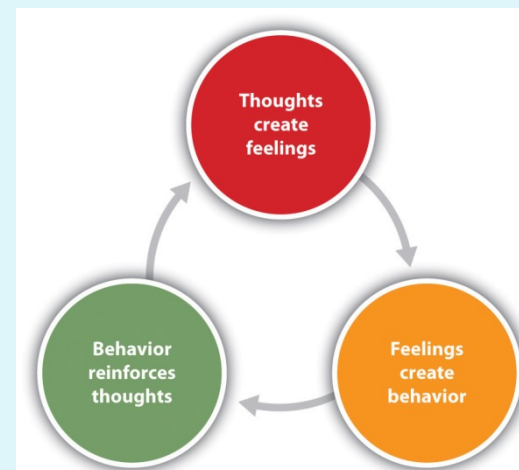 Thoughts
create
feelings
Feelings
create
behavior
Behavior
reinforces
thoughts